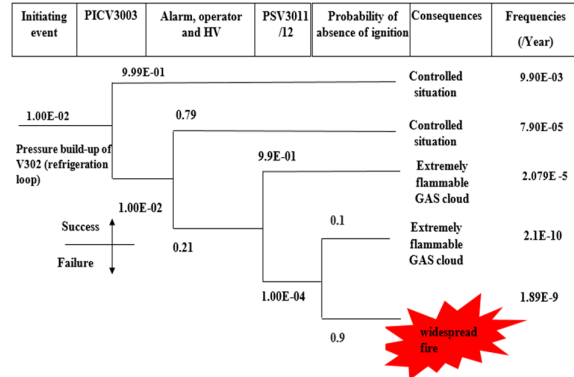 Initiating event
PICV3003
Alarm, operator and HV
PSV3011 /12
Probability of absence of ignition
Consequences
Frequencies (/Year)
9.99E-01
Controlled situation
9.90E-03
1.00E-02
0.79
Controlled situation
7.90E-05
Pressure build-up of
V302 (refrigeration
loop)
9.9E-01
Extremely
flammable
GAS cloud
2.079E -5
1.00E-02
Success
0.21
Failure
0.1
Extremely
flammable
GAS cloud
2.1E-10
1.00E-04
1.89E-9
0.9
widespread
fire